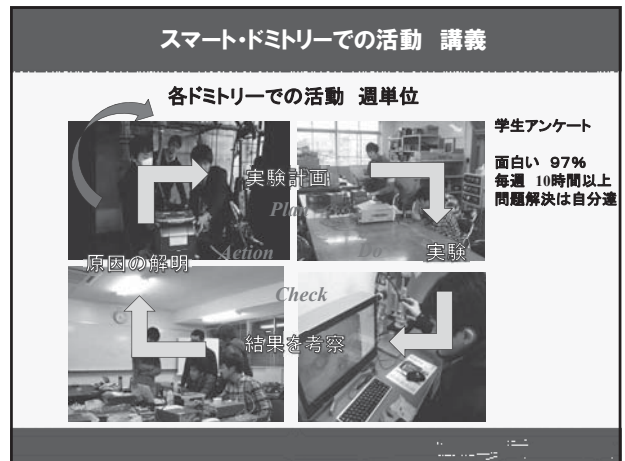 スマート・ドミトリーでの活動 講義
各ドミトリーでの活動 週単位
学生アンケート
面白い 97%
毎週 10時間以上
問題解決は自分達
実験計画
Plan
Action
Do
実験
原因の解明
Check
結果を考察